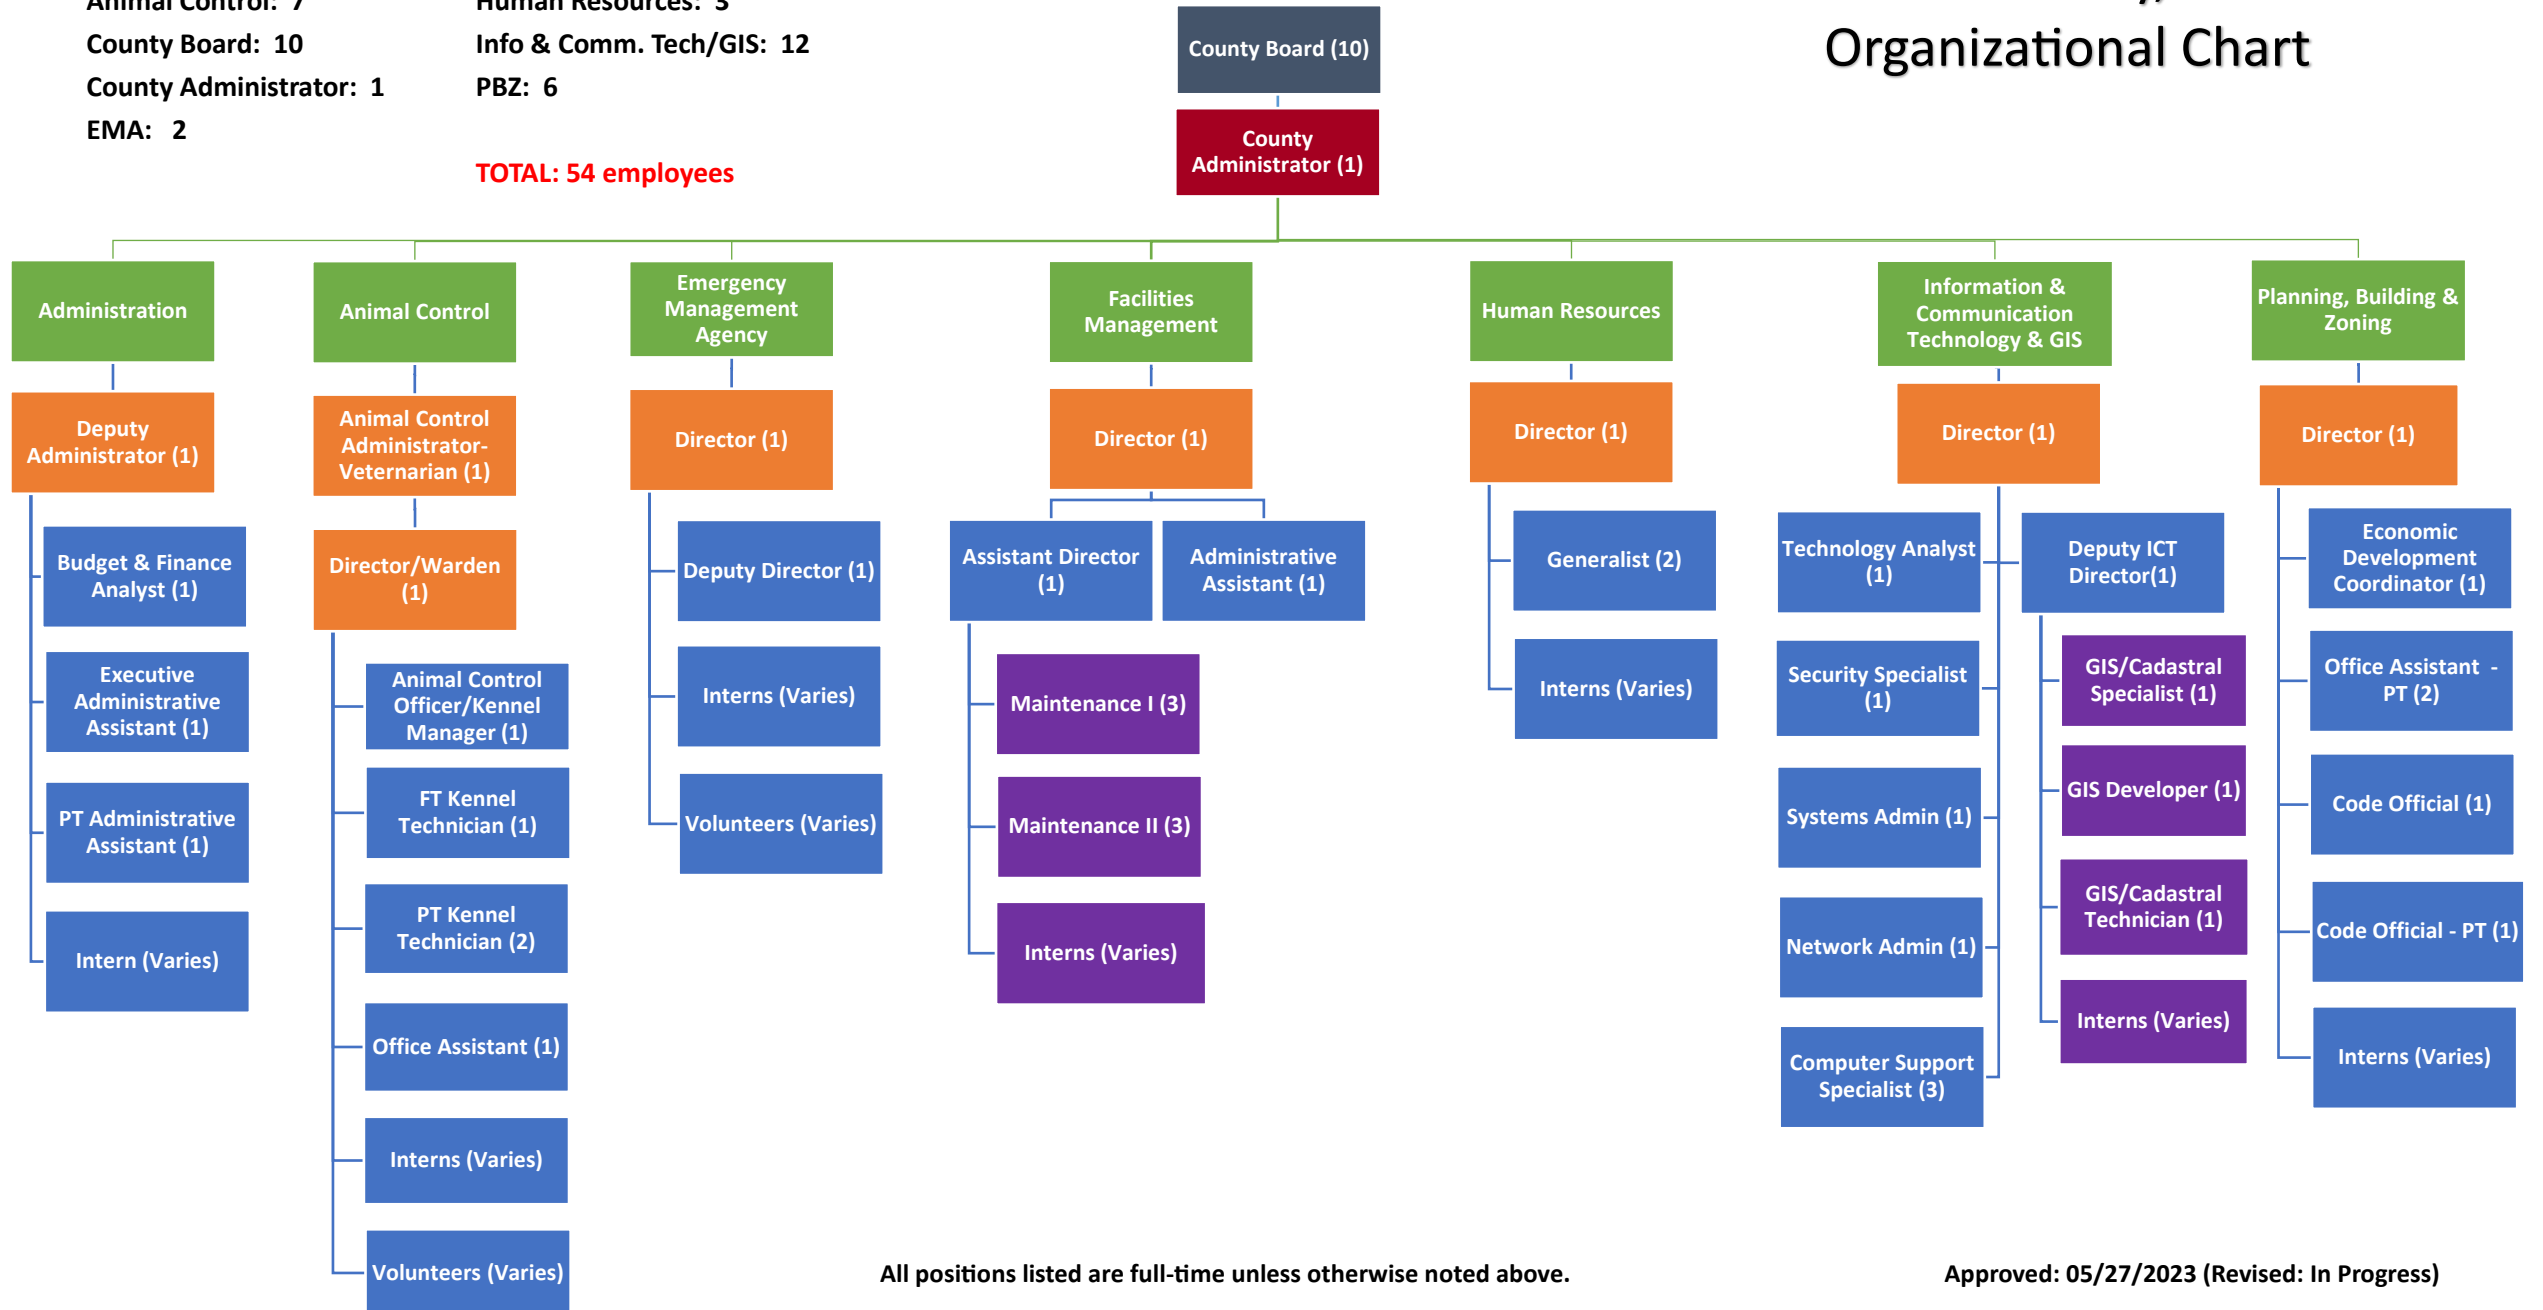 Animal Control: 7
Human Resources: 3
County Board: 10
Info & Comm. Tech/GIS: 12
County Administrator: 1
PBZ: 6
EMA: 2
TOTAL: 54 employees
Organizational Chart
County Board (10)
County
Administrator (1)
Administration
Deputy
Administrator (1)
Budget & Finance
Analyst (1)
Executive
Administrative
Assistant (1)
PT Administrative
Assistant (1)
Intern (Varies)
Animal Control
Animal Control
Administrator-
Veternarian (1)
Director/Warden
(1)
Animal Control
Officer/Kennel
Manager (1)
FT Kennel
Technician (1)
PT Kennel
Technician (2)
Office Assistant (1)
Interns (Varies)
Volunteers (Varies)
Emergency
Management
Agency
Director (1)
Deputy Director (1)
Interns (Varies)
Volunteers (Varies)
Facilities
Management
Director (1)
Assistant Director
(1)
Administrative
Assistant (1)
Maintenance I (3)
Maintenance II (3)
Interns (Varies)
Human Resources
Director (1)
Generalist (2)
Interns (Varies)
Information &
Communication
Technology & GIS
Director (1)
Technology Analyst
(1)
Security Specialist
(1)
Systems Admin (1)
Network Admin (1)
Computer Support
Specialist (3)
Deputy ICT
Director(1)
GIS/Cadastral
Specialist (1)
GIS Developer (1)
GIS/Cadastral
Technician (1)
Interns (Varies)
Planning, Building &
Zoning
Director (1)
Economic
Development
Coordinator (1)
Office Assistant -
PT (2)
Code Official (1)
Code Official - PT (1)
Interns (Varies)
All positions listed are full-time unless otherwise noted above.
Approved: 05/27/2023 (Revised: In Progress)